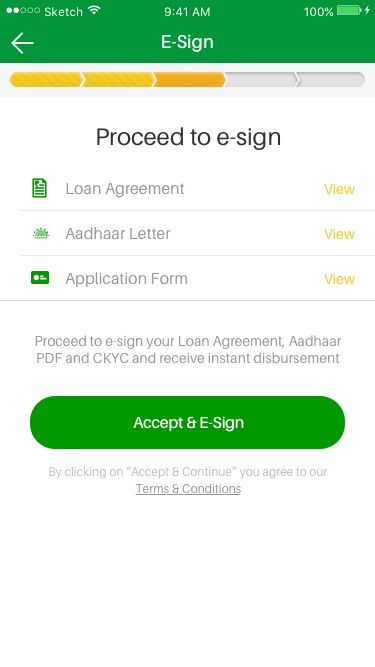 Sketch 9:41 AM 100%
E-Sign
Proceed to e-sign
Loan Agreement View
Aadhaar Letter View
Application Form View
Proceed to e-sign your Loan Agreement, Aadhaar
PDF and CKYC and receive instant disbursement
Accept & E-Sign
By clicking on “Accept & Continue” you agree to our
Terms & Conditions